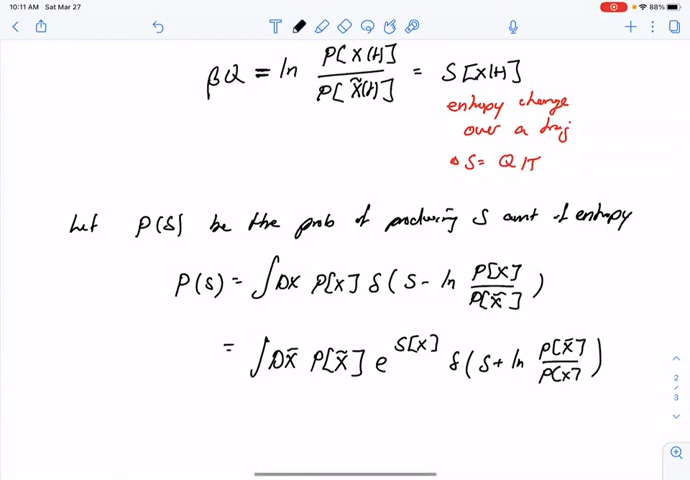 10:11 AM Sat Mar 27
88%
βQ = ln P[X(t)] / P[X̃(t)] = S[X(t)]
entropy change
over a traj
ΔS = Q/T
Let P(S) be the prob of producing S amount of entropy
P(S) = ∫DX P[X] δ(S - ln P[X] / P[X̃])
= ∫DX̃ P[X̃] e^{S[X]} δ(S + ln P[X̃] / P[X])
2
/
3